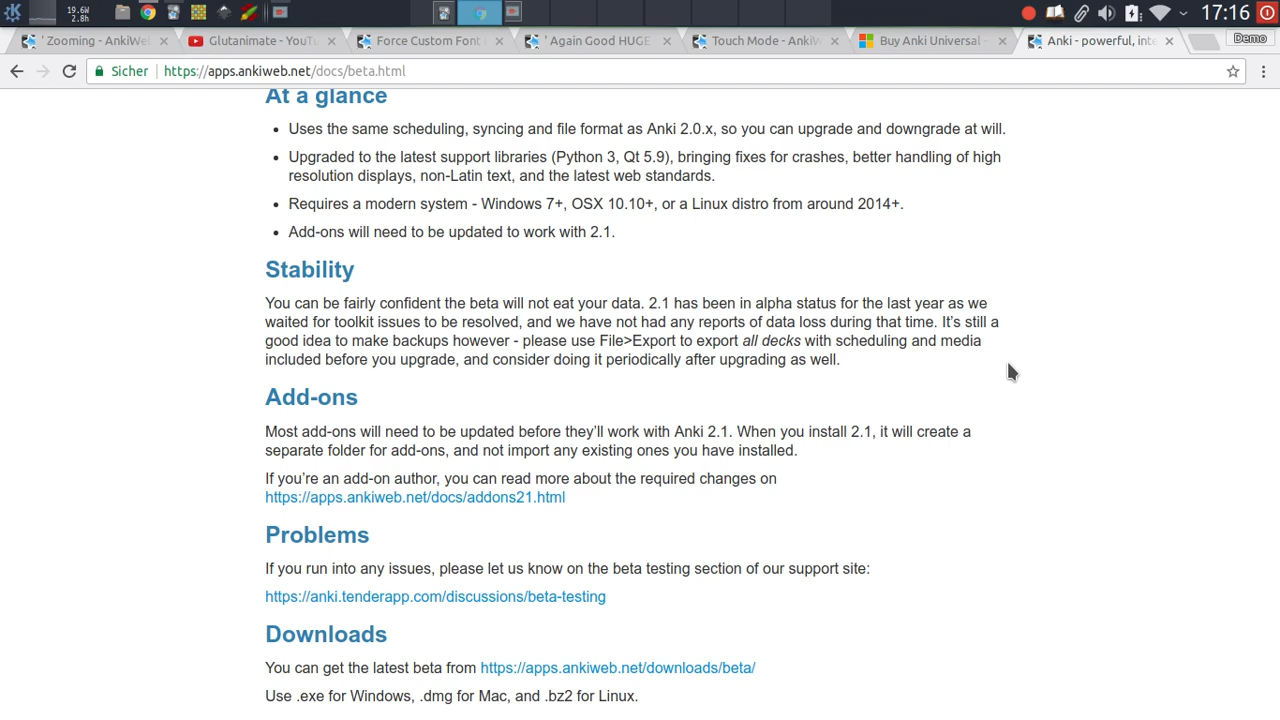 19.6W
2.8h
17:16
' Zooming - AnkiWeb
Glutanimate - YouTu
Force Custom Font
' Again Good HUGE
Touch Mode - AnkiW
Buy Anki Universal -
Anki - powerful, inte
Demo
Sicher
https://apps.ankiweb.net/docs/beta.html
At a glance
• Uses the same scheduling, syncing and file format as Anki 2.0.x, so you can upgrade and downgrade at will.
• Upgraded to the latest support libraries (Python 3, Qt 5.9), bringing fixes for crashes, better handling of high
resolution displays, non-Latin text, and the latest web standards.
• Requires a modern system - Windows 7+, OSX 10.10+, or a Linux distro from around 2014+.
• Add-ons will need to be updated to work with 2.1.
Stability
You can be fairly confident the beta will not eat your data. 2.1 has been in alpha status for the last year as we
waited for toolkit issues to be resolved, and we have not had any reports of data loss during that time. It's still a
good idea to make backups however - please use File>Export to export all decks with scheduling and media
included before you upgrade, and consider doing it periodically after upgrading as well.
Add-ons
Most add-ons will need to be updated before they'll work with Anki 2.1. When you install 2.1, it will create a
separate folder for add-ons, and not import any existing ones you have installed.
If you're an add-on author, you can read more about the required changes on
https://apps.ankiweb.net/docs/addons21.html
Problems
If you run into any issues, please let us know on the beta testing section of our support site:
https://anki.tenderapp.com/discussions/beta-testing
Downloads
You can get the latest beta from https://apps.ankiweb.net/downloads/beta/
Use .exe for Windows, .dmg for Mac, and .bz2 for Linux.